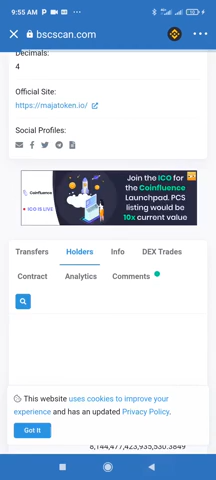 9:55 AM
bscscan.com
Decimals:
4
Official Site:
https://majatoken.io/
Social Profiles:
Coinfluence
ICO IS LIVE
Join the ICO for
the Coinfluence
Launchpad. PCS
listing would be
10x current value
Transfers Holders Info DEX Trades
Contract Analytics Comments
This website uses cookies to improve your
experience and has an updated Privacy Policy.
Got It
8,144,477,423,935,530.3849